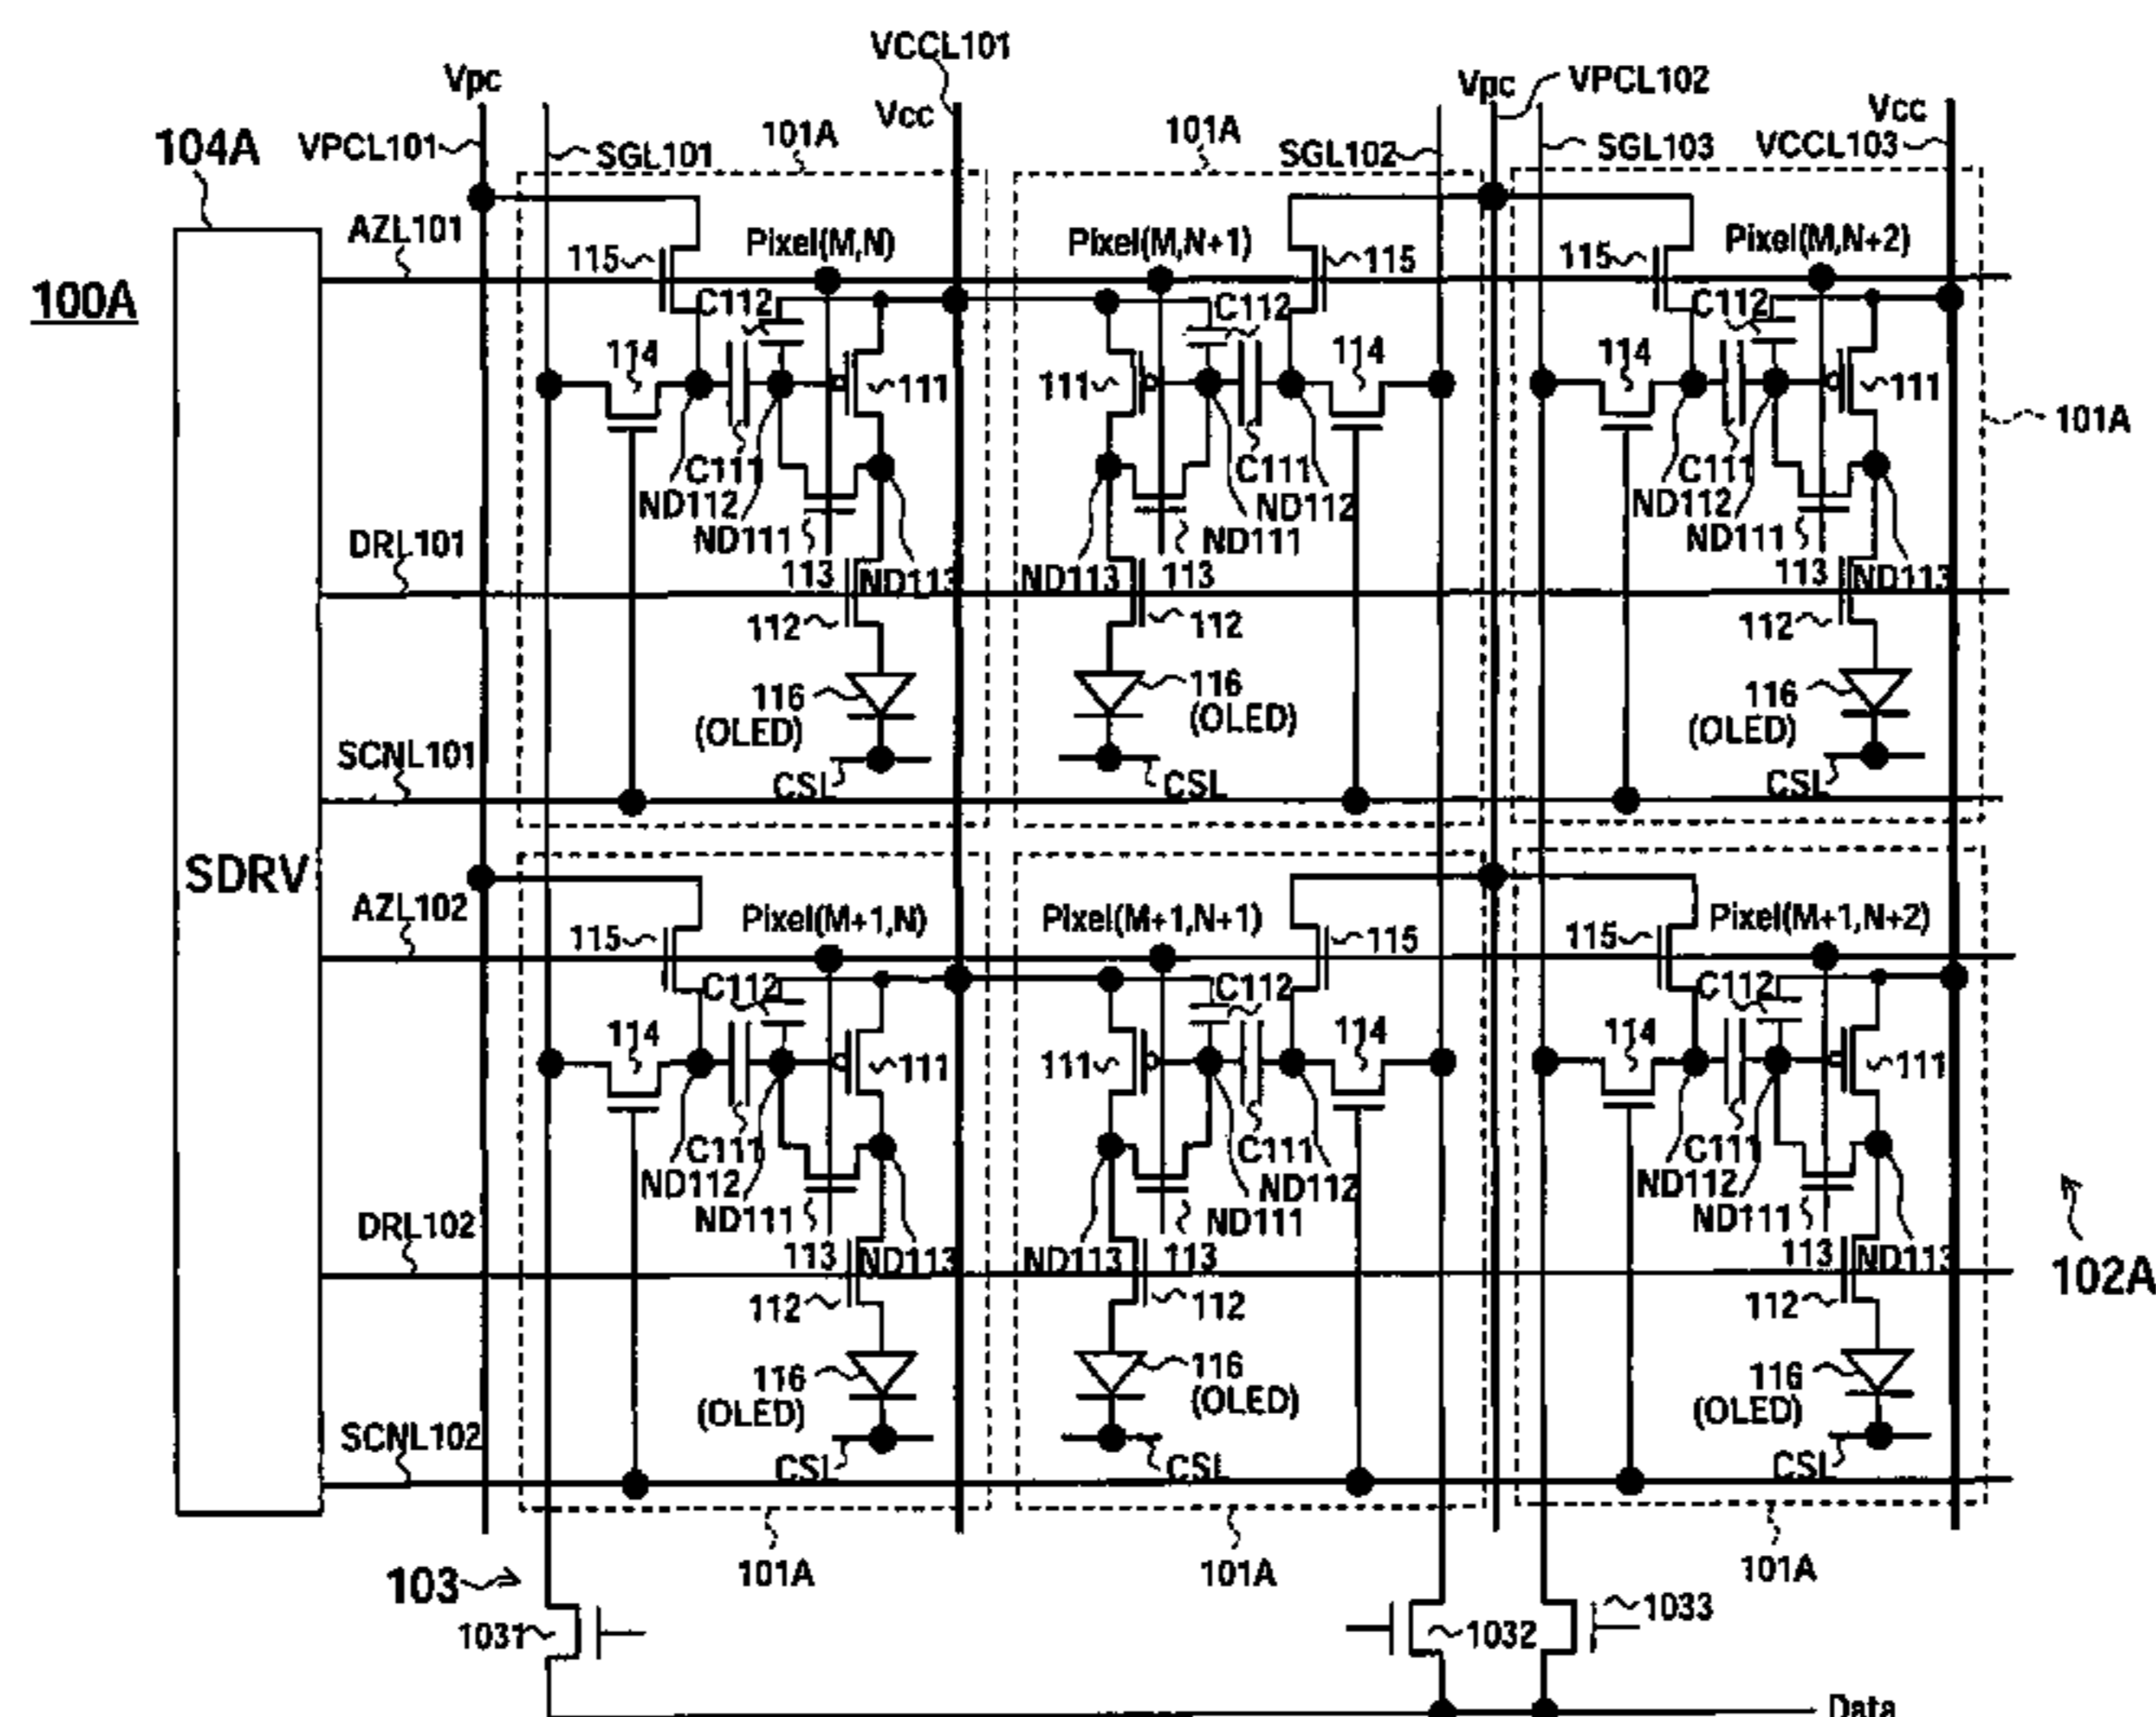 VCCL101
Vpc
Vpc
VPCL102
Vcc
Vcc
104A
VPCL101
SGL101
101A
101A
SGL102
SGL103
VCCL103
100A
AZL101
115
Pixel(M,N)
Pixel(M,N+1)
115
115
Pixel(M,N+2)
C112
C112
C112
114
111
111
114
114
111
101A
C111
C111
C111
ND112
ND112
ND112
ND111
ND111
ND111
DRL101
113
ND113
ND113
113
113
ND113
112
112
112
116
(OLED)
116
(OLED)
116
(OLED)
SCNL101
CSL
CSL
CSL
SDRV
AZL102
115
Pixel(M+1,N)
Pixel(M+1,N+1)
115
115
Pixel(M+1,N+2)
C112
C112
C112
114
111
111
114
114
111
C111
C111
C111
ND112
ND112
ND112
ND111
ND111
ND111
DRL102
113
ND113
ND113
113
113
ND113
102A
112
112
112
116
(OLED)
116
(OLED)
116
(OLED)
SCNL102
CSL
CSL
CSL
103
101A
101A
101A
1031
1032
1033
Data